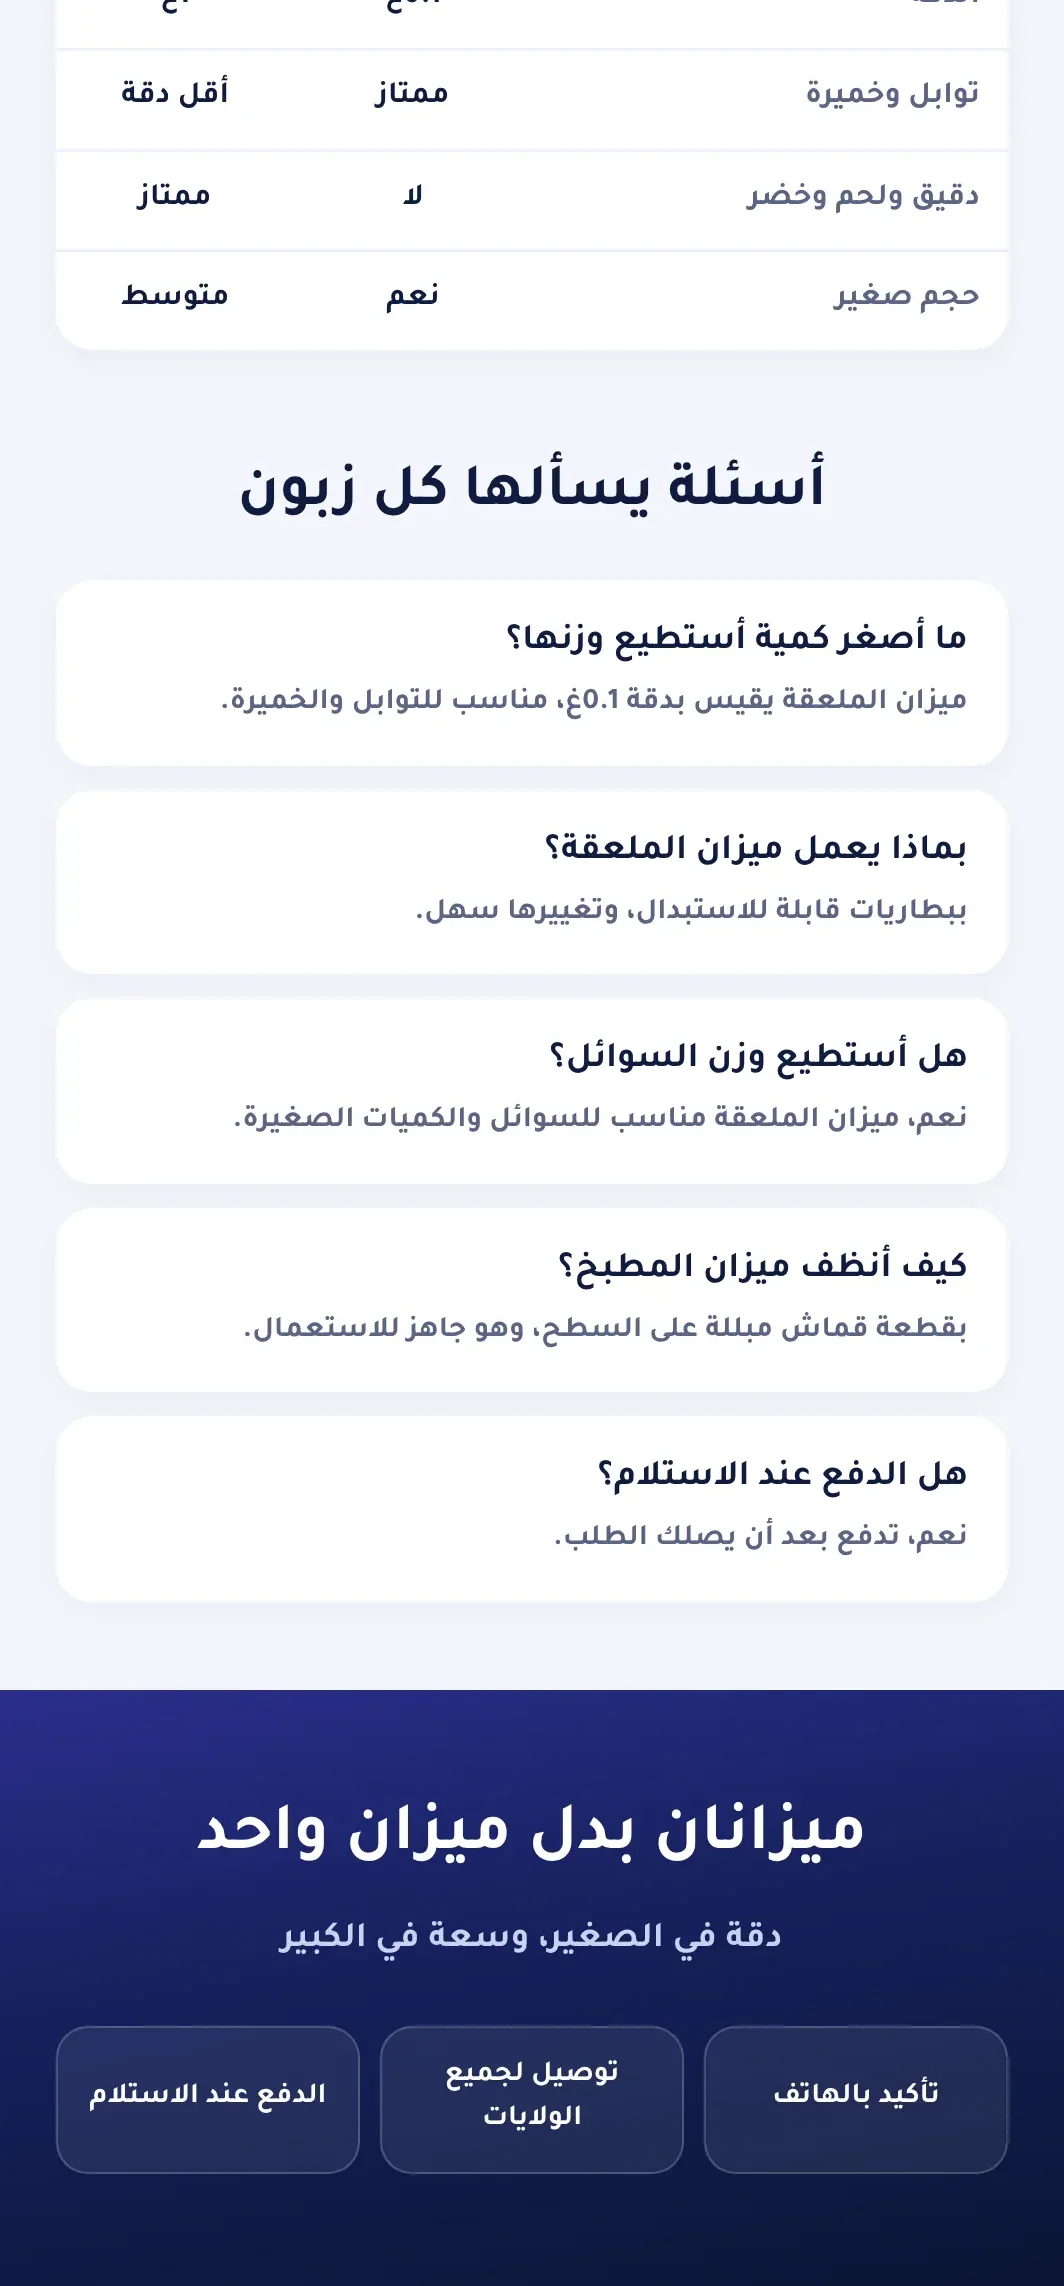 توابل وخميرة ممتاز أقل دقة
دقيق ولحم وخضر لا ممتاز
حجم صغير نعم متوسط
أسئلة يسألها كل زبون
ما أصغر كمية أستطيع وزنها؟
ميزان الملعقة يقيس بدقة 0.1غ، مناسب للتوابل والخميرة.
بماذا يعمل ميزان الملعقة؟
ببطاريات قابلة للاستبدال، وتغييرها سهل.
هل أستطيع وزن السوائل؟
نعم، ميزان الملعقة مناسب للسوائل والكميات الصغيرة.
كيف أنظف ميزان المطبخ؟
بقطعة قماش مبللة على السطح، وهو جاهز للاستعمال.
هل الدفع عند الاستلام؟
نعم، تدفع بعد أن يصلك الطلب.
ميزانان بدل ميزان واحد
دقة في الصغير، وسعة في الكبير
تأكيد بالهاتف
توصيل لجميع
الولايات
الدفع عند الاستلام